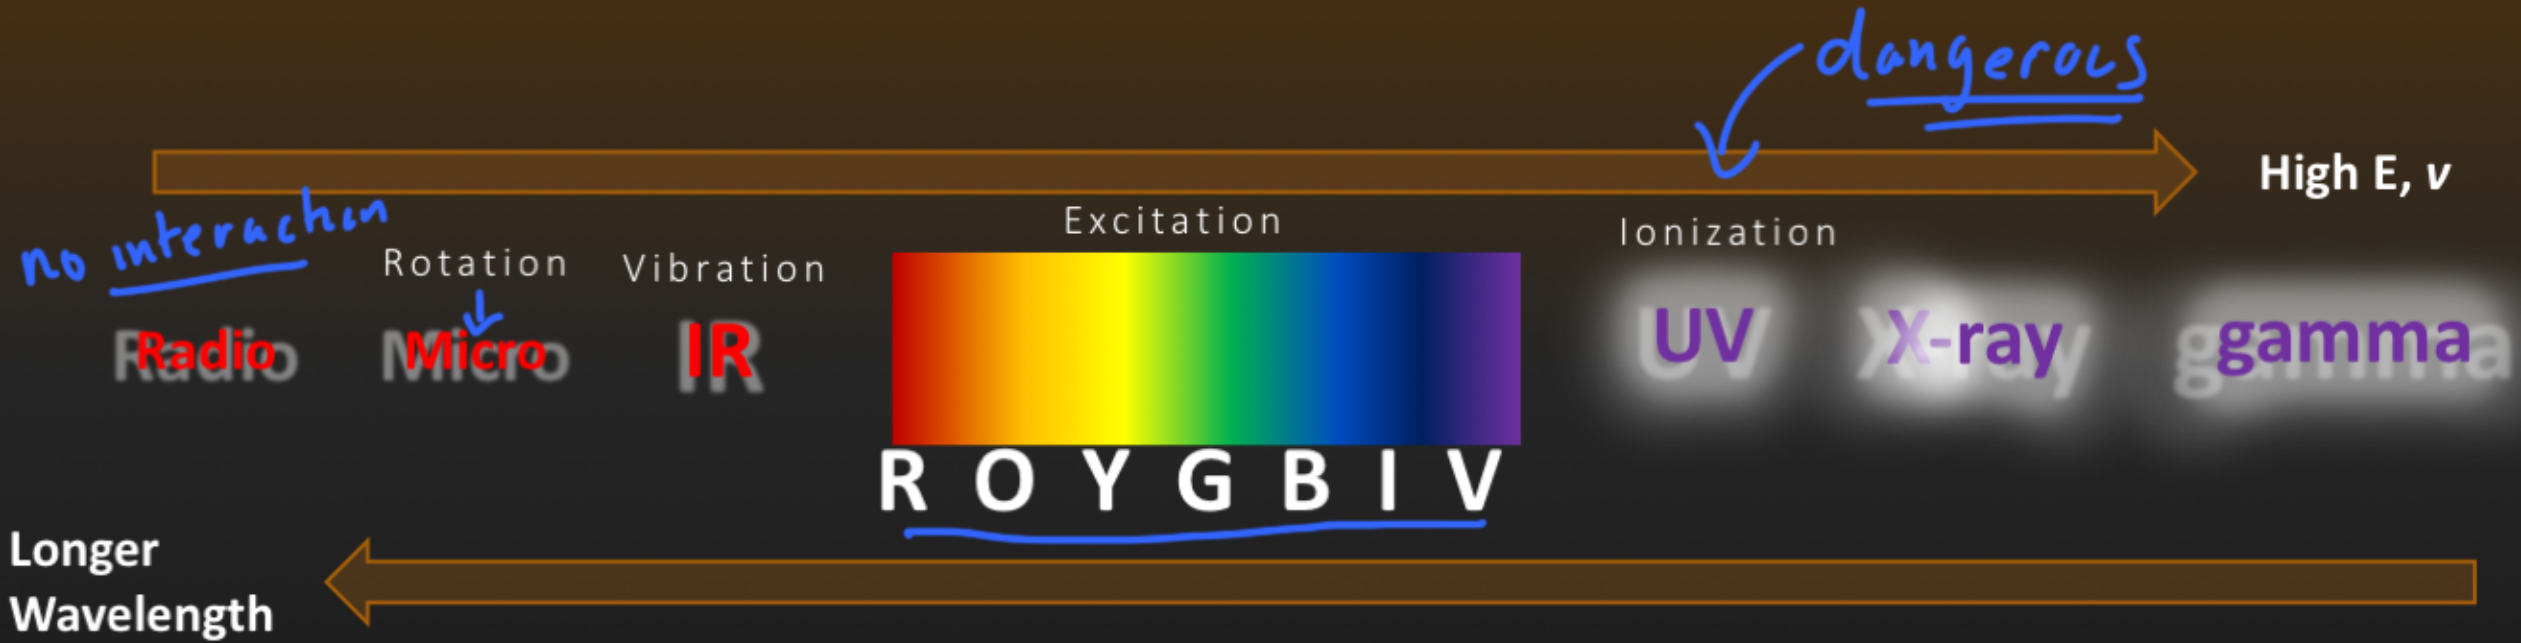 dangerous
High E, v
no interaction
Excitation
Ionization
Rotation
Vibration
Radio
Micro
IR
UV
X-ray
gamma
R O Y G B I V
Longer
Wavelength